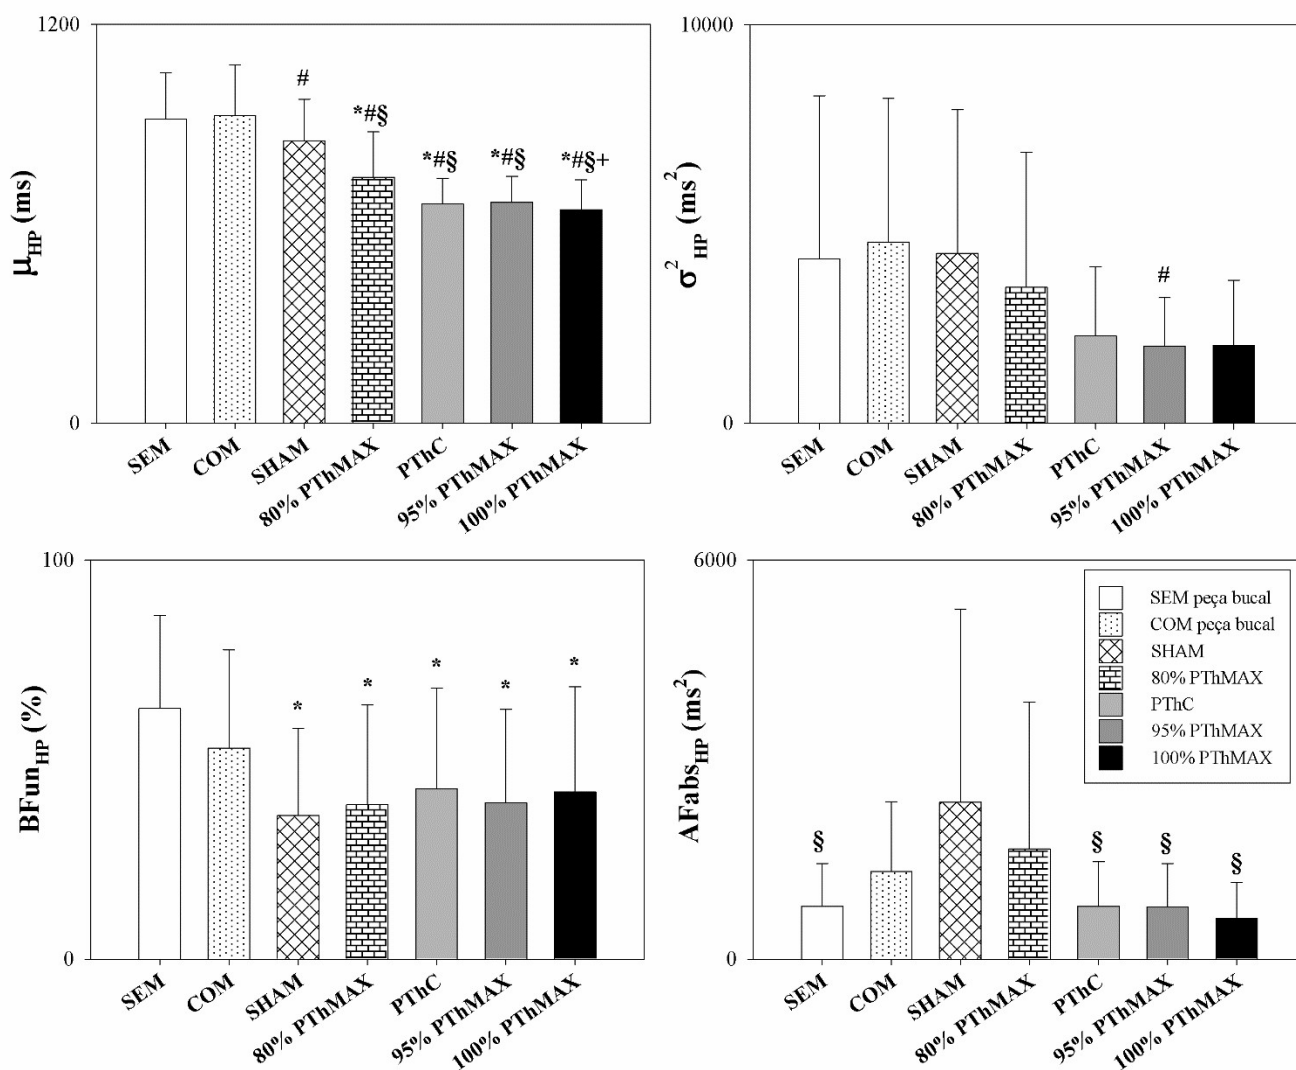 1200
μHP (ms)
0
#
*#§
*#§
*#§
*#§+
SEM
COM
SHAM
80% PThMAX
PThC
95% PThMAX
100% PThMAX
10000
σ²HP (ms²)
0
#
SEM
COM
SHAM
80% PThMAX
PThC
95% PThMAX
100% PThMAX
100
BFunHP (%)
0
*
*
*
*
*
SEM
COM
SHAM
80% PThMAX
PThC
95% PThMAX
100% PThMAX
6000
AFabsHP (ms²)
0
§
§
§
§
SEM
COM
SHAM
80% PThMAX
PThC
95% PThMAX
100% PThMAX
SEM peça bucal
COM peça bucal
SHAM
80% PThMAX
PThC
95% PThMAX
100% PThMAX